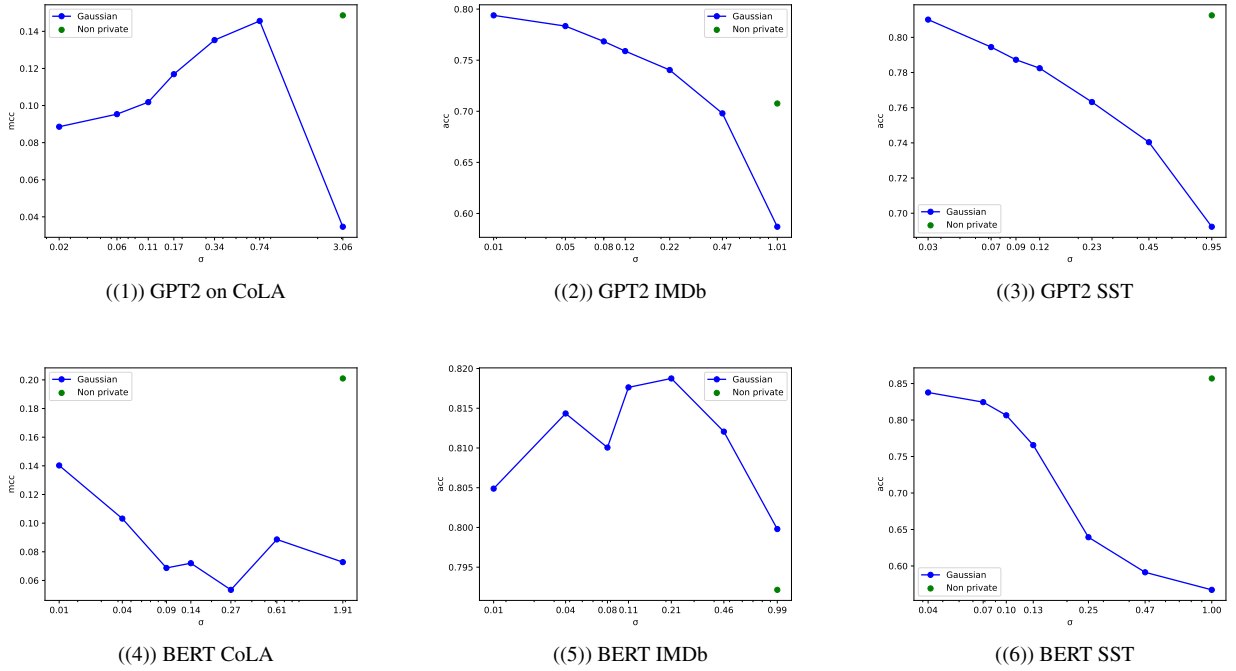 Gaussian
Non private
0.14
0.12
0.10
0.08
0.06
0.04
mcc
0.02 0.06 0.11 0.17 0.34 0.74 3.06
σ
((1)) GPT2 on CoLA
Gaussian
Non private
0.80
0.75
0.70
0.65
0.60
acc
0.01 0.05 0.08 0.12 0.22 0.47 1.01
σ
((2)) GPT2 IMDb
Gaussian
Non private
0.80
0.78
0.76
0.74
0.72
0.70
acc
0.03 0.07 0.09 0.12 0.23 0.45 0.95
σ
((3)) GPT2 SST
Gaussian
Non private
0.20
0.18
0.16
0.14
0.12
0.10
0.08
0.06
mcc
0.01 0.04 0.09 0.14 0.27 0.61 1.91
σ
((4)) BERT CoLA
Gaussian
Non private
0.820
0.815
0.810
0.805
0.800
0.795
acc
0.01 0.04 0.08 0.11 0.21 0.46 0.99
σ
((5)) BERT IMDb
Gaussian
Non private
0.85
0.80
0.75
0.70
0.65
0.60
acc
0.04 0.07 0.10 0.13 0.25 0.47 1.00
σ
((6)) BERT SST